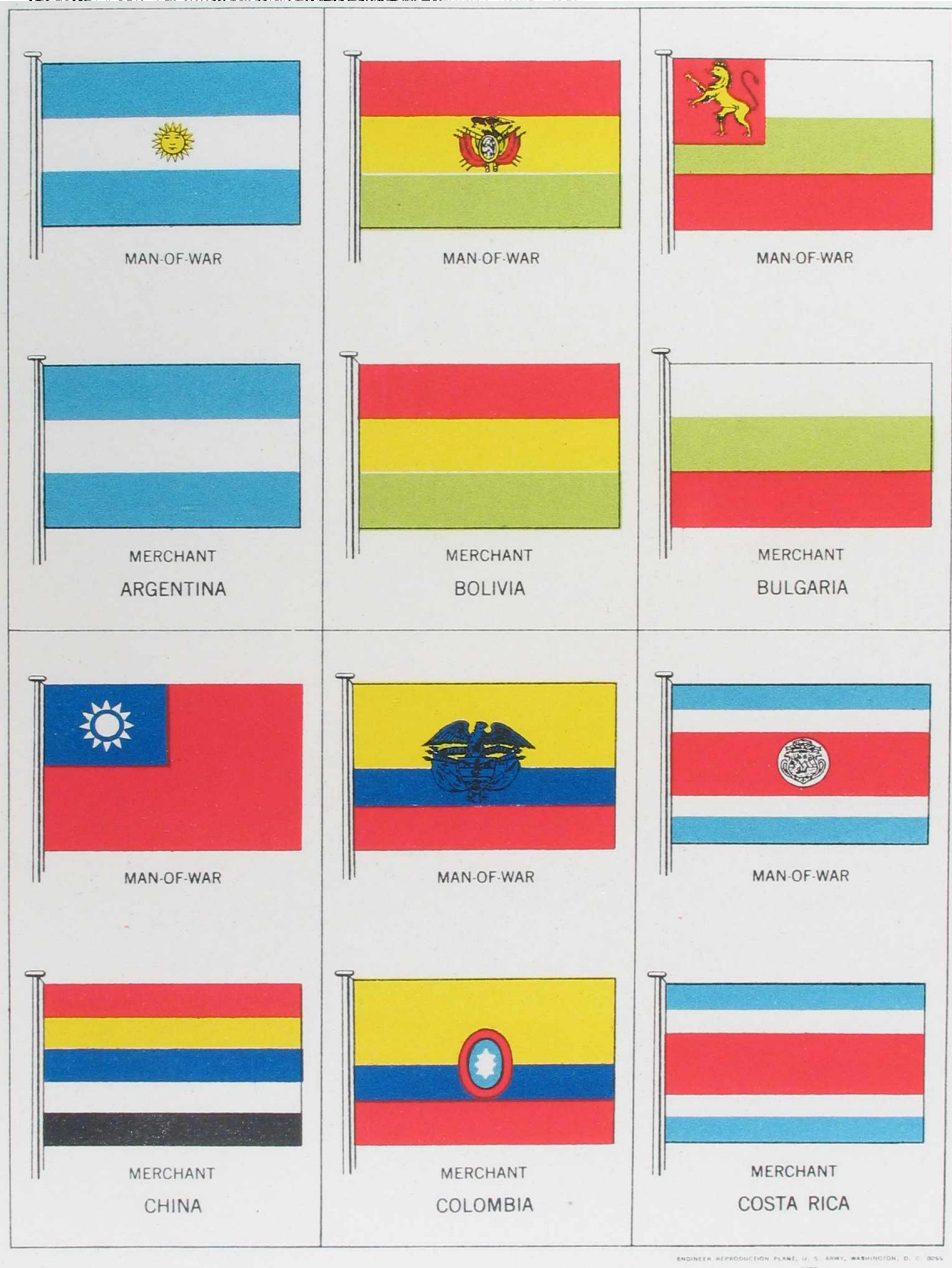 MAN-OF-WAR
MAN-OF-WAR
MAN-OF-WAR
MERCHANT
ARGENTINA
MERCHANT
BOLIVIA
MERCHANT
BULGARIA
MAN-OF-WAR
MAN-OF-WAR
MAN-OF-WAR
MERCHANT
CHINA
MERCHANT
COLOMBIA
MERCHANT
COSTA RICA
ENGINEER REPRODUCTION PLANT, U. S. ARMY, WASHINGTON, D. C.